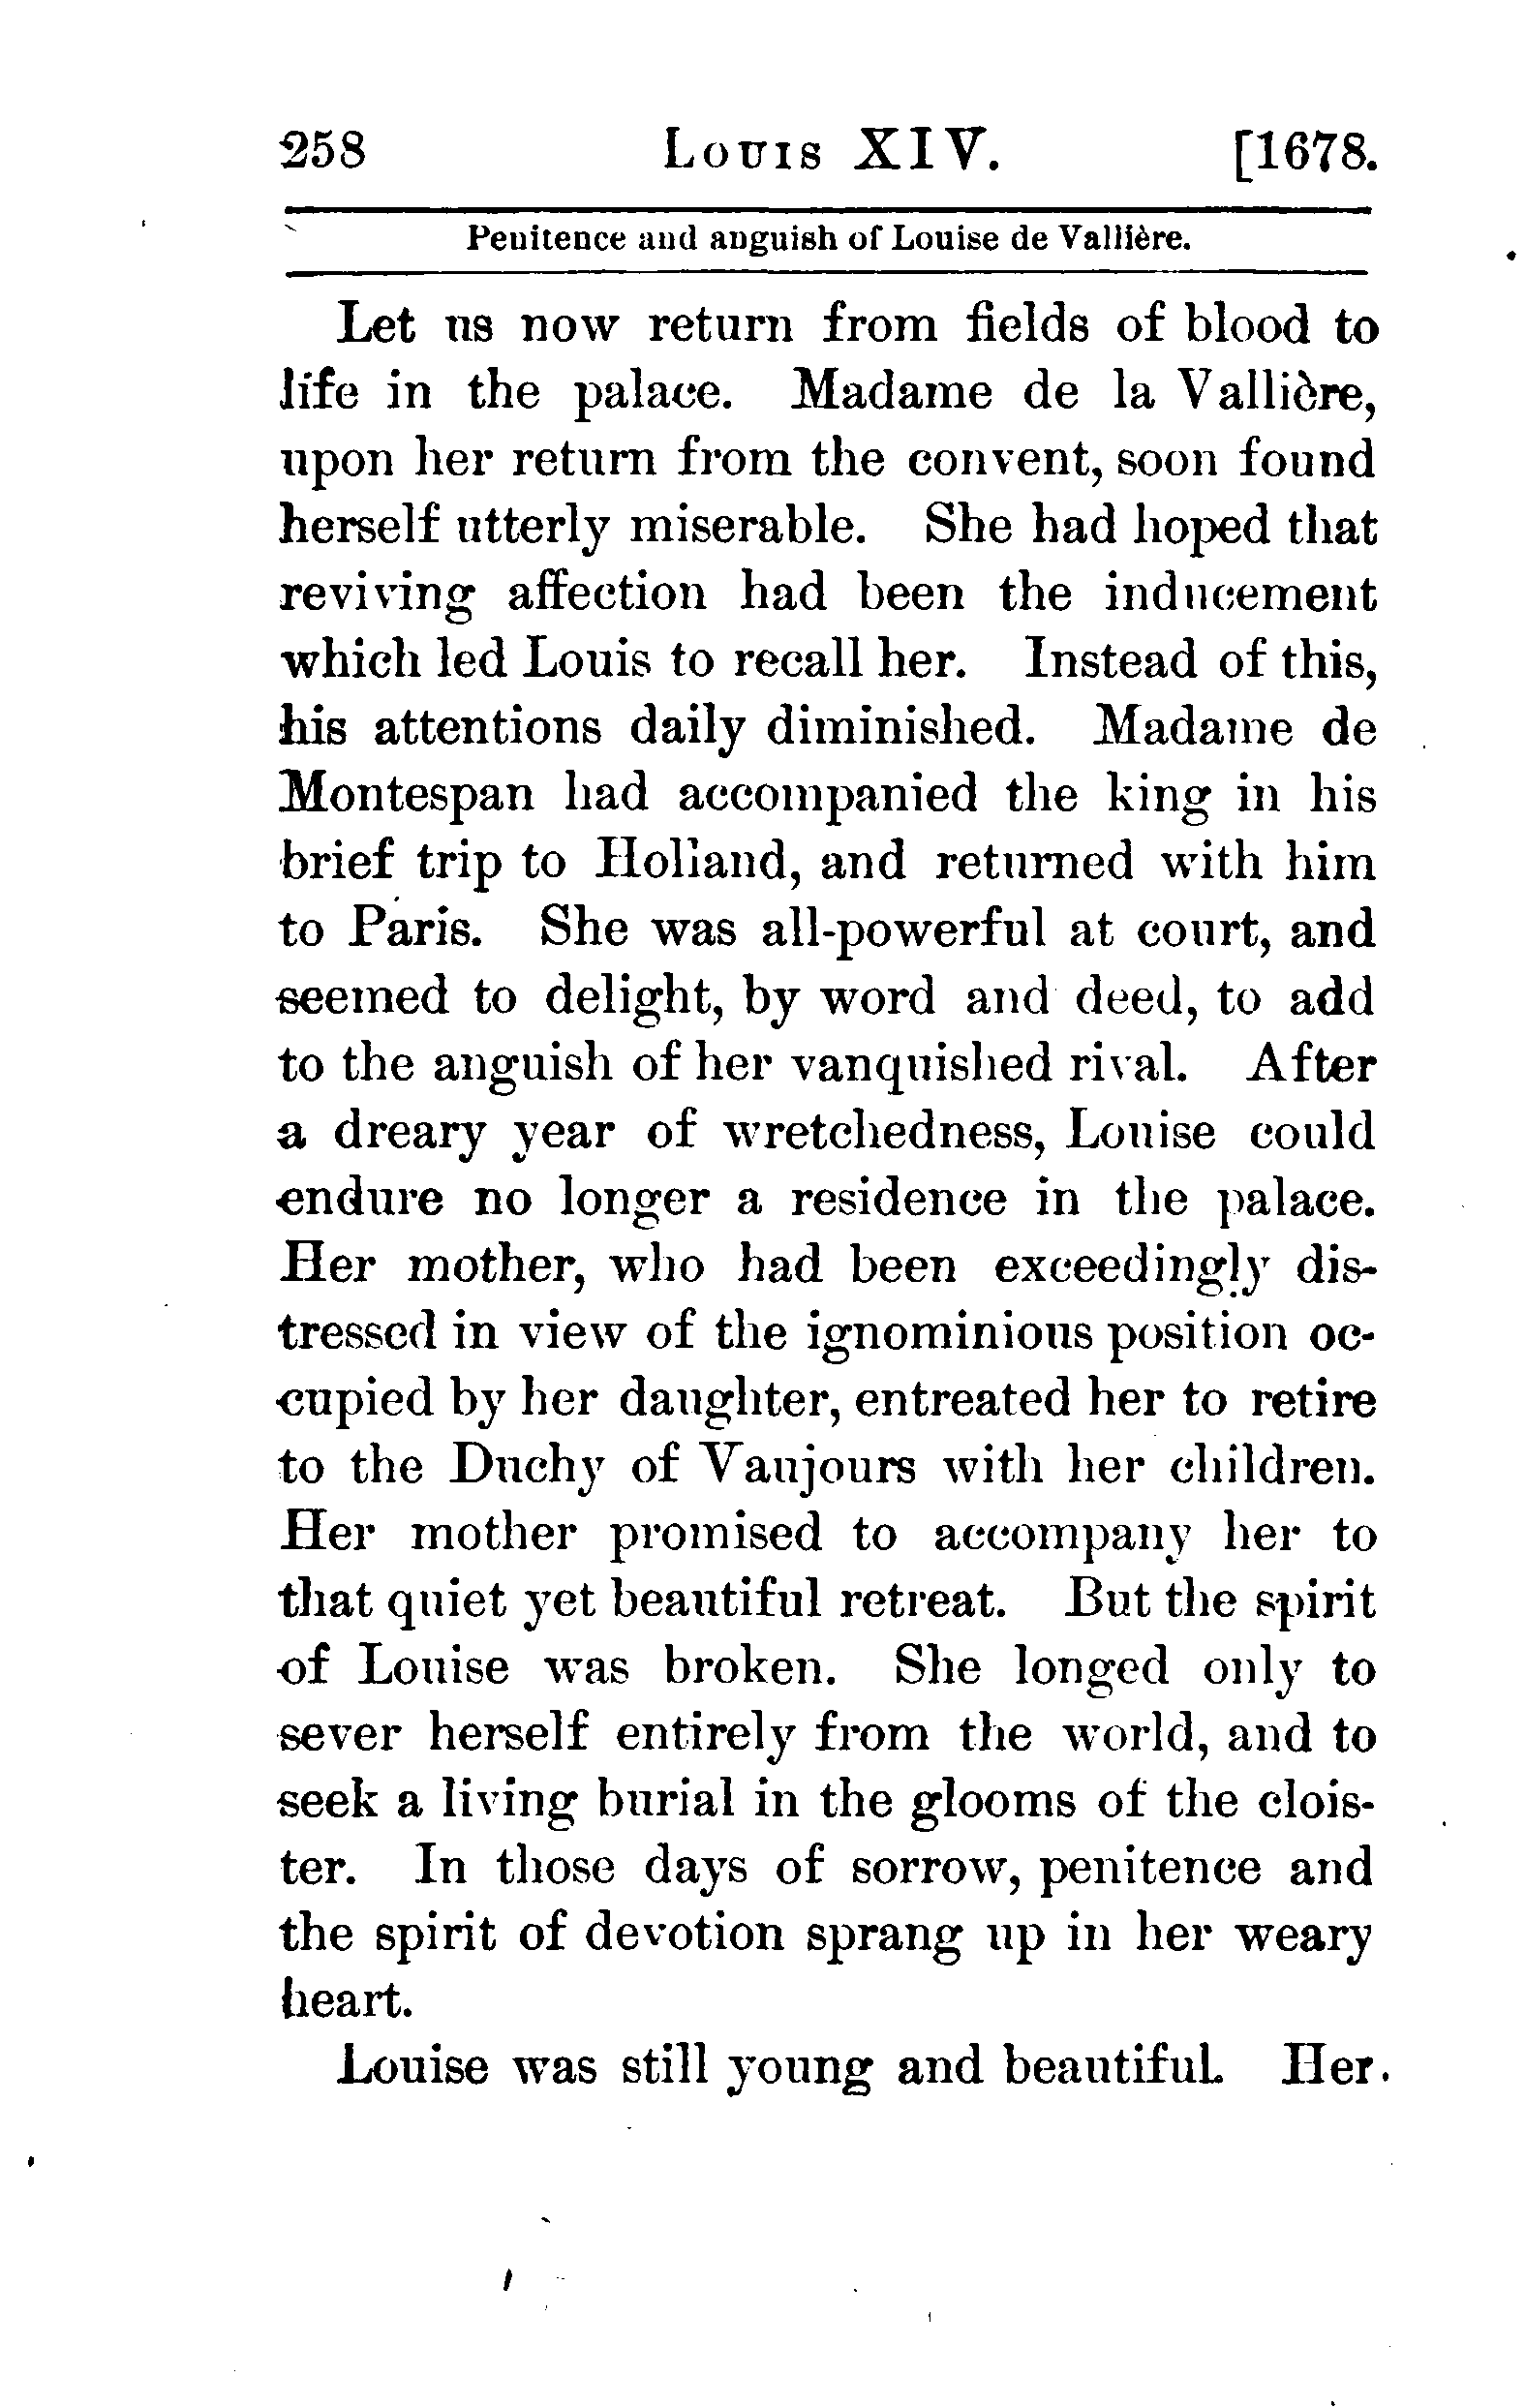 258 Louis XIV. [1678.
Penitence and anguish of Louise de Vallière.
Let us now return from fields of blood to
life in the palace. Madame de la Vallière,
upon her return from the convent, soon found
herself utterly miserable. She had hoped that
reviving affection had been the inducement
which led Louis to recall her. Instead of this,
his attentions daily diminished. Madame de
Montespan had accompanied the king in his
brief trip to Holland, and returned with him
to Paris. She was all-powerful at court, and
seemed to delight, by word and deed, to add
to the anguish of her vanquished rival. After
a dreary year of wretchedness, Louise could
endure no longer a residence in the palace.
Her mother, who had been exceedingly dis-
tressed in view of the ignominious position oc-
cupied by her daughter, entreated her to retire
to the Duchy of Vaujours with her children.
Her mother promised to accompany her to
that quiet yet beautiful retreat. But the spirit
of Louise was broken. She longed only to
sever herself entirely from the world, and to
seek a living burial in the glooms of the clois-
ter. In those days of sorrow, penitence and
the spirit of devotion sprang up in her weary
heart.
Louise was still young and beautiful. Her